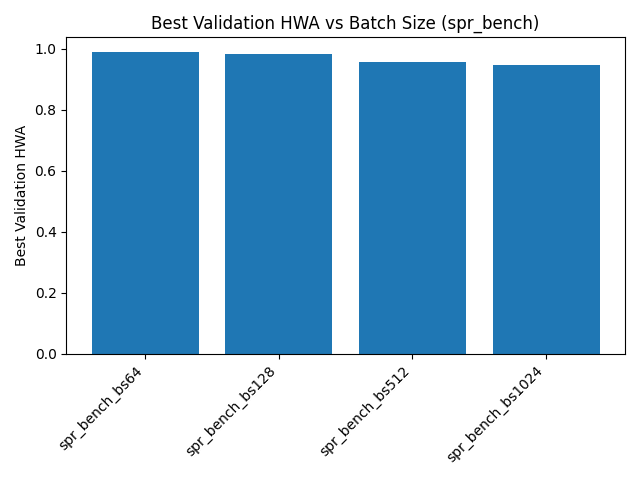 Best Validation HWA vs Batch Size (spr_bench)
Best Validation HWA
1.0
0.8
0.6
0.4
0.2
0.0
spr_bench_bs64
spr_bench_bs128
spr_bench_bs512
spr_bench_bs1024